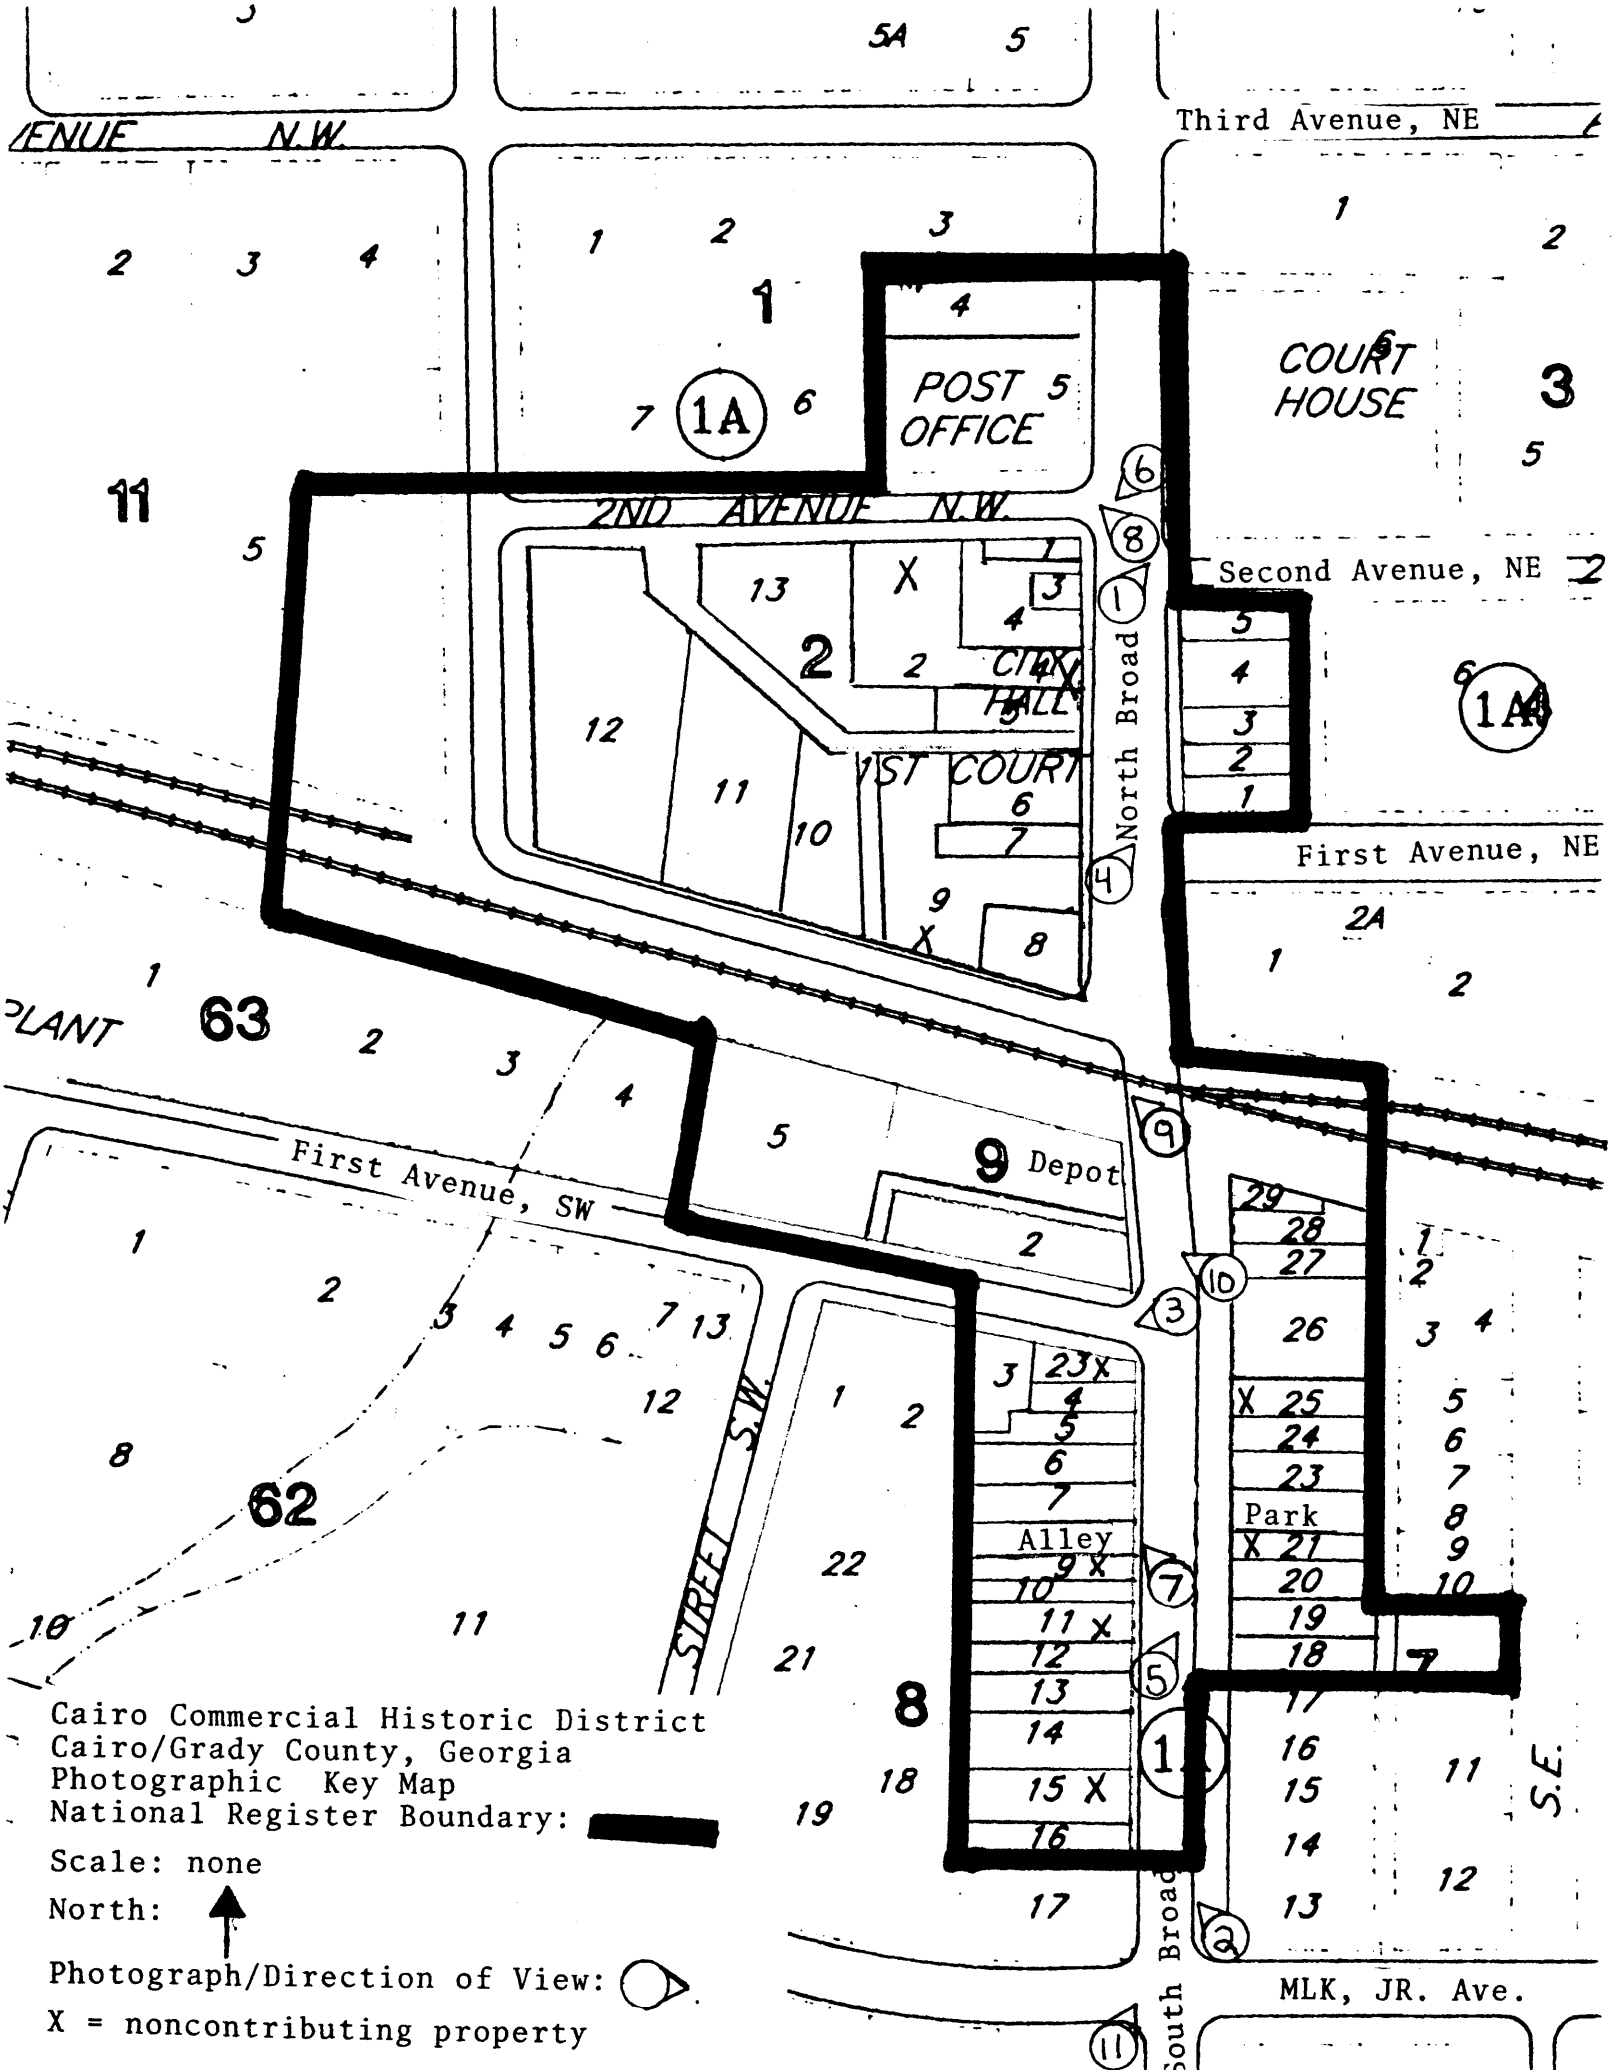 5A 5
ENUE N.W.
Third Avenue, NE
1 2 3
1 2
2 3 4
1
4
POST 5
OFFICE
COURT
HOUSE
3
7 1A 6
5
6
11
5
2ND AVENUE N.W.
8
Second Avenue, NE 2
X 1
13 3
1
4 5
2 2 CITY X
HALL
4
6 1A
3
12
North Broad
2
1ST COURT
11 6 1
10 7
First Avenue, NE
4
9 2A
X 8
1 2
1
PLANT 63 2
3
4
5 9 Depot
9
First Avenue, SW
29
28
27
2 10
1
2
1 2
3
3 4 5 6 7 13
26 3 4
3 23 X
4
5
12 1 2
X 25 5
24 6
6
8 23 7
7
62
Park 8
Alley X 21 9
22 9 X
10 7 20 10
10 11
11 X 19
STREET S.W.
21 12 5 18 7
13
17
8
14 1A 16
15 11
18 15 X
19
16 14
12
17 13
S.E.
2
South Broad
MLK, JR. Ave.
11
Cairo Commercial Historic District
Cairo/Grady County, Georgia
Photographic Key Map
National Register Boundary:
Scale: none
North:
Photograph/Direction of View:
X = noncontributing property